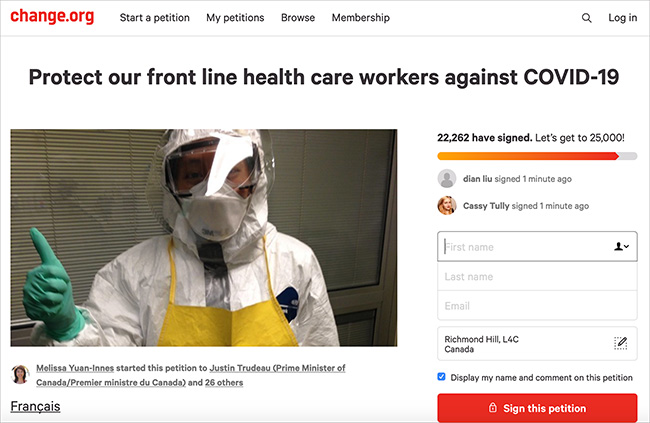 change.org
Start a petition
My petitions
Browse
Membership
Log in
Protect our front line health care workers against COVID-19
22,262 have signed. Let's get to 25,000!
dian liu signed 1 minute ago
Cassy Tully signed 1 minute ago
First name
Last name
Email
Richmond Hill, L4C
Canada
Display my name and comment on this petition
Sign this petition
Melissa Yuan-Innes started this petition to Justin Trudeau (Prime Minister of
Canada/Premier ministre du Canada) and 26 others
Français